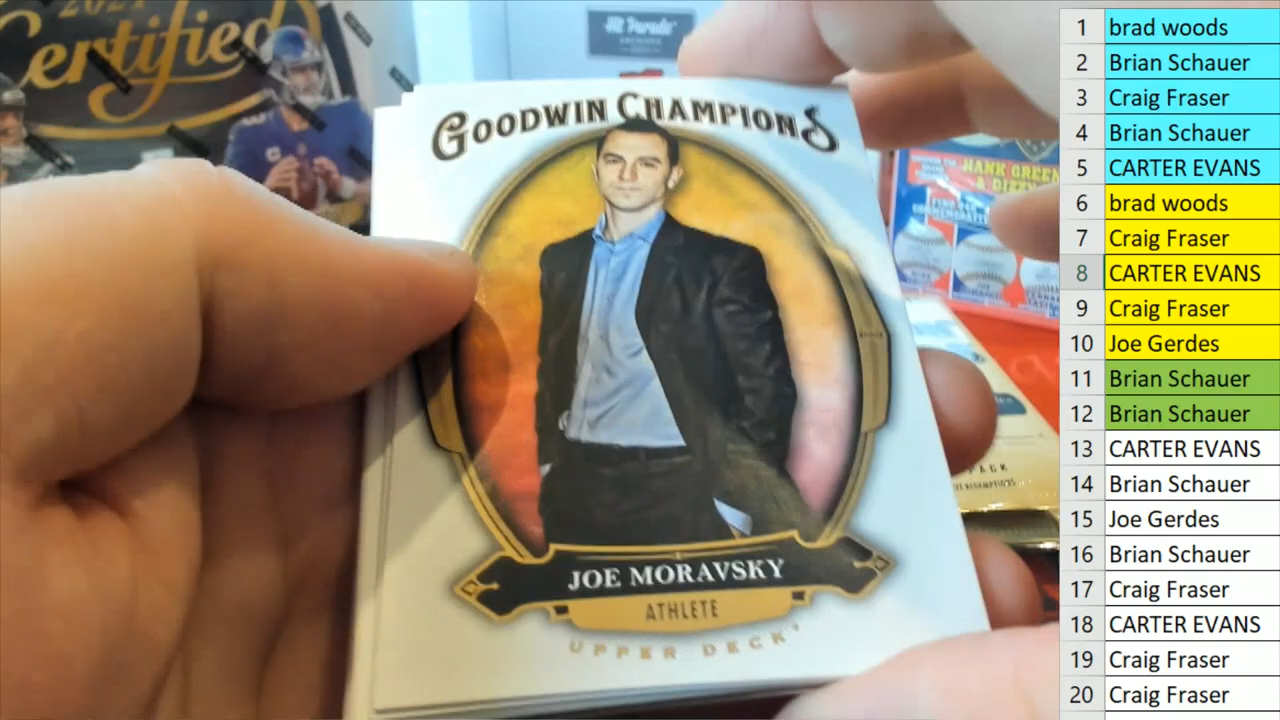 2021
Certified
Hit Parade
GOODWIN CHAMPIONS
HANK GREEN
& DIZZY
JOE MORAVSKY
ATHLETE
UPPER DECK
PACK
1 brad woods
2 Brian Schauer
3 Craig Fraser
4 Brian Schauer
5 CARTER EVANS
6 brad woods
7 Craig Fraser
8 CARTER EVANS
9 Craig Fraser
10 Joe Gerdes
11 Brian Schauer
12 Brian Schauer
13 CARTER EVANS
14 Brian Schauer
15 Joe Gerdes
16 Brian Schauer
17 Craig Fraser
18 CARTER EVANS
19 Craig Fraser
20 Craig Fraser